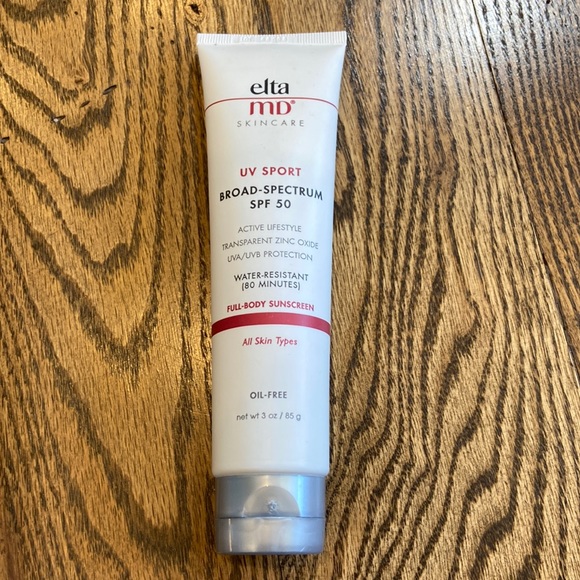 elta
MD®
SKINCARE
UV SPORT
BROAD-SPECTRUM
SPF 50
ACTIVE LIFESTYLE
TRANSPARENT ZINC OXIDE
UVA/UVB PROTECTION
WATER-RESISTANT
(80 MINUTES)
FULL-BODY SUNSCREEN
All Skin Types
OIL-FREE
net wt 3 oz / 85 g